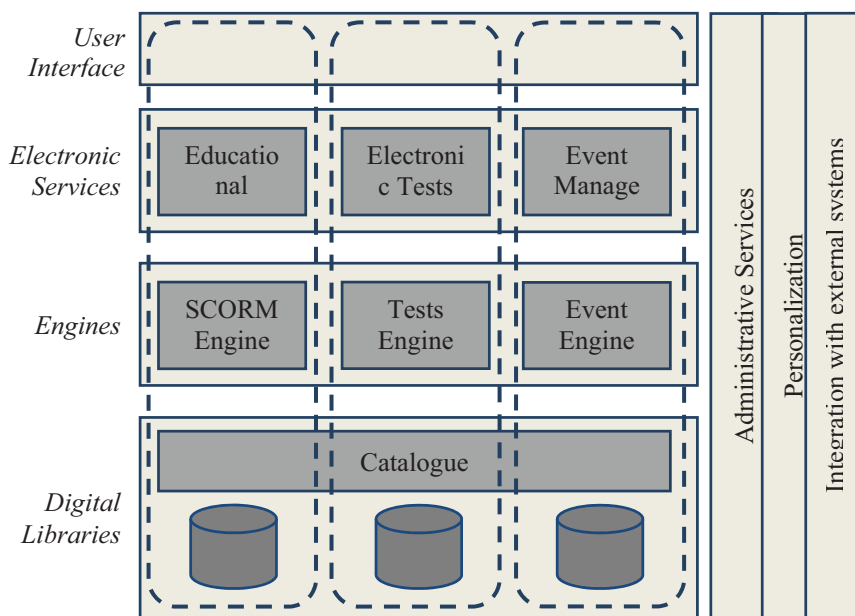 User
Interface
Electronic
Services
Educatio
nal
Electroni
c Tests
Event
Manage
Engines
SCORM
Engine
Tests
Engine
Event
Engine
Digital
Libraries
Catalogue
Administrative Services
Personalization
Integration with external systems